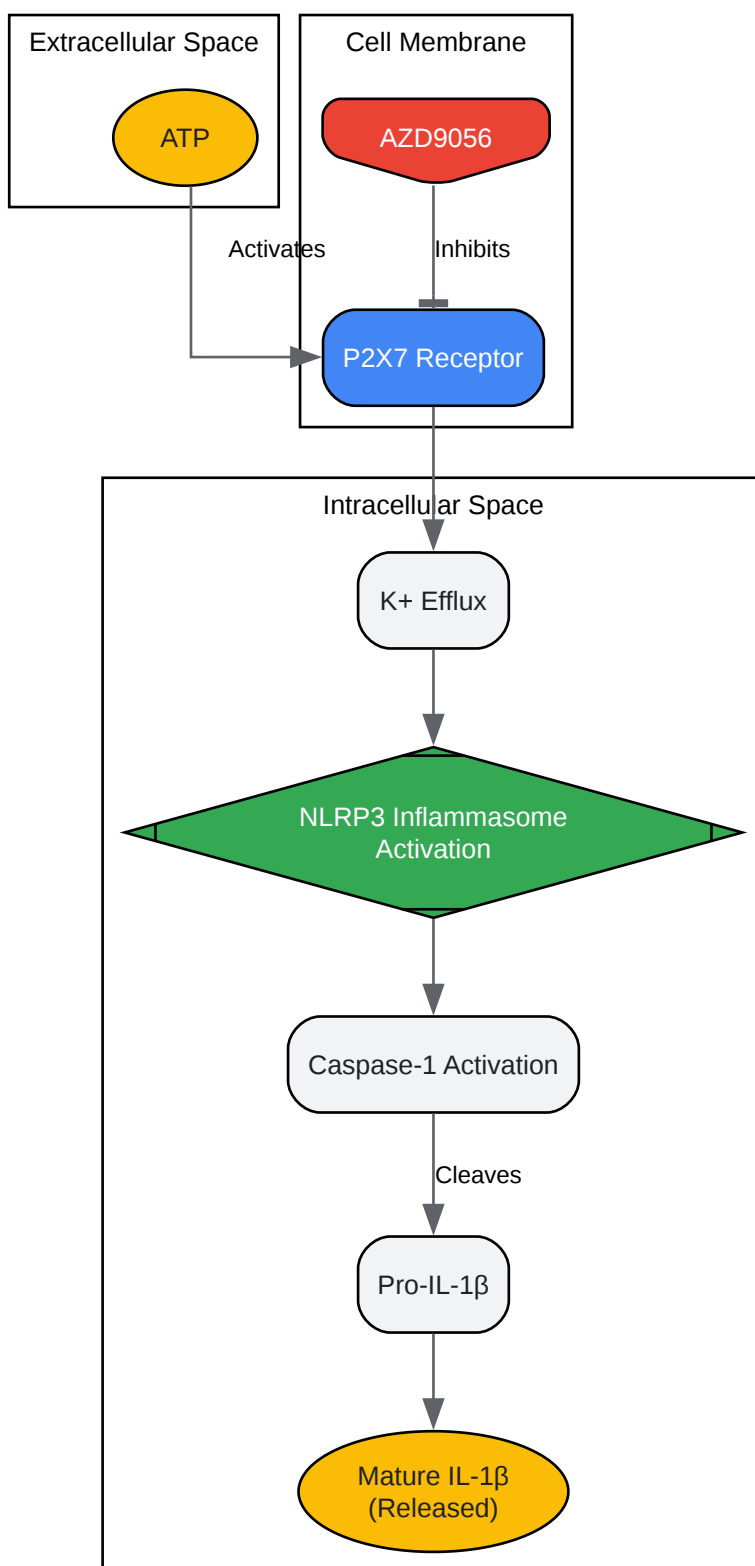 Extracellular Space
Cell Membrane
ATP
AZD9056
Activates
Inhibits
P2X7 Receptor
Intracellular Space
K+ Efflux
NLRP3 Inflammasome
Activation
Caspase-1 Activation
Cleaves
Pro-IL-1β
Mature IL-1β
(Released)